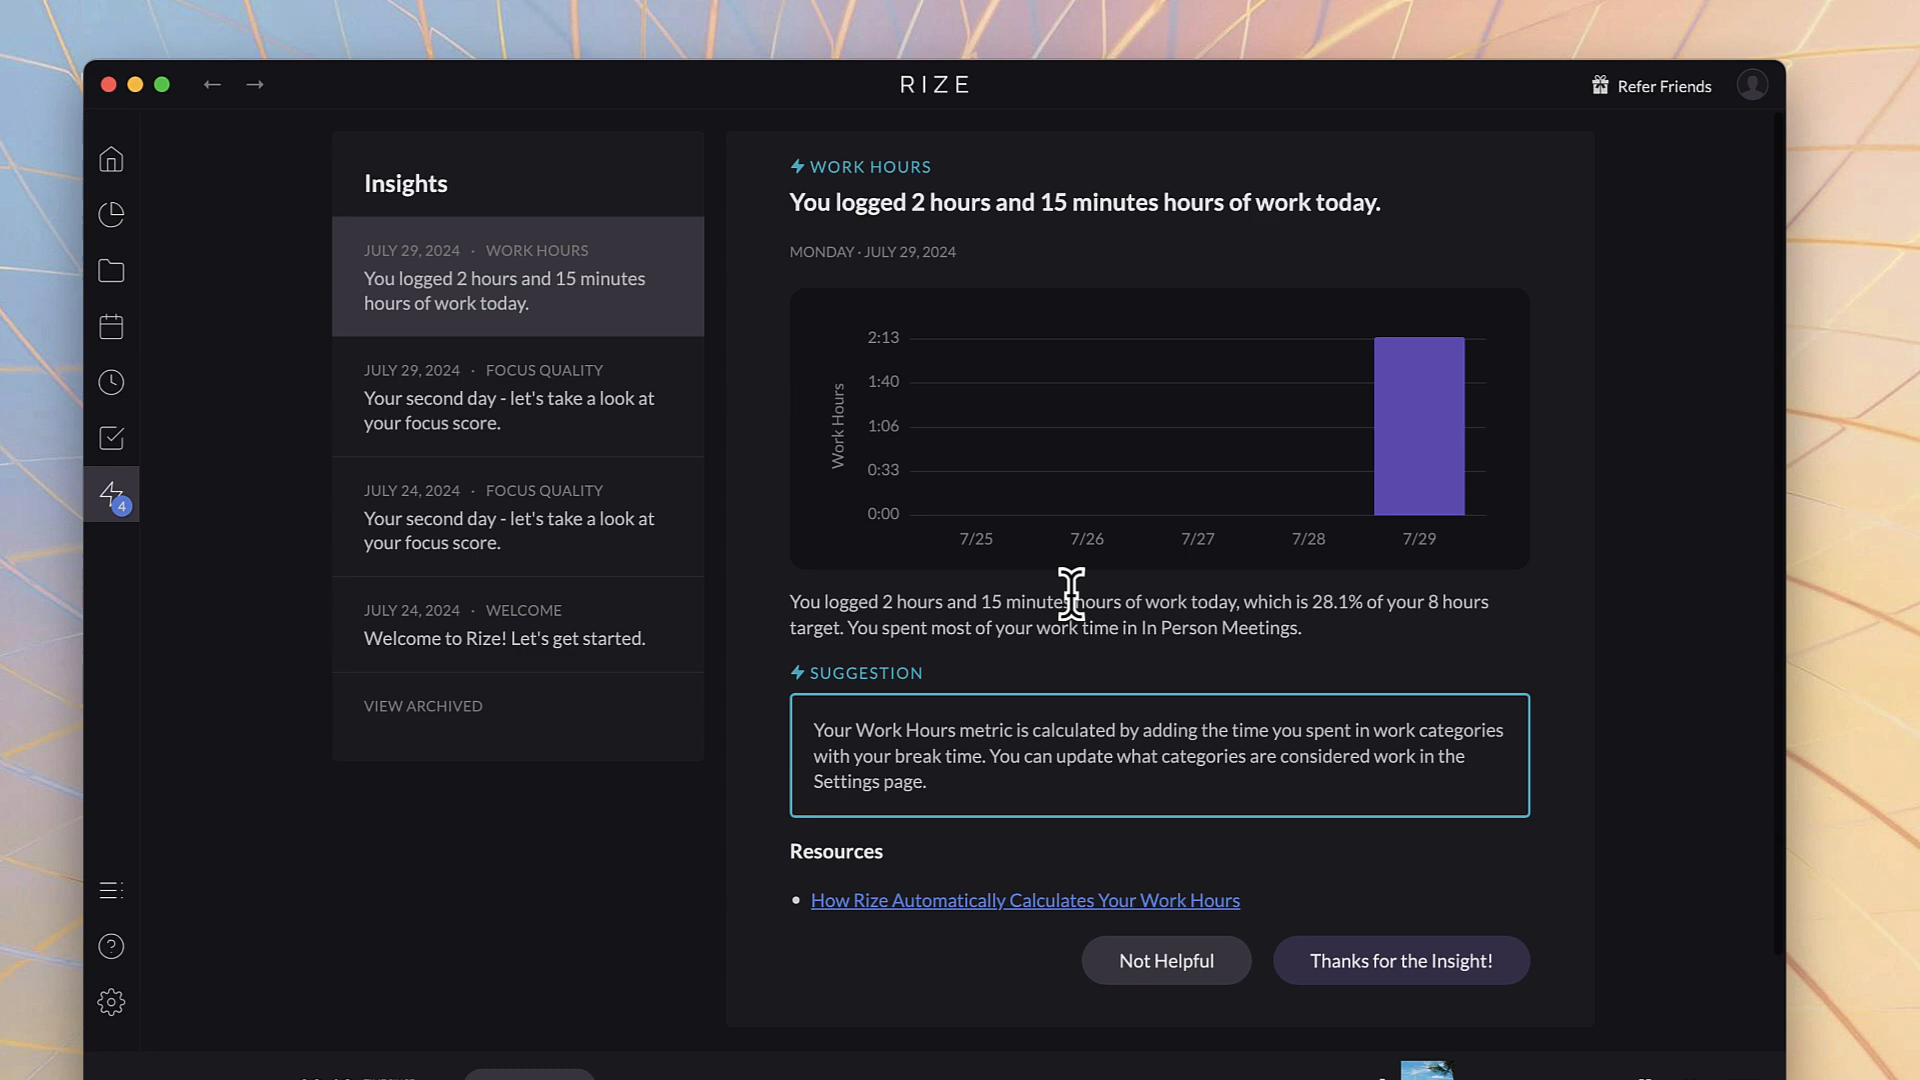 RIZE
Refer Friends
Insights
JULY 29, 2024 · WORK HOURS
You logged 2 hours and 15 minutes
hours of work today.
JULY 29, 2024 · FOCUS QUALITY
Your second day - let's take a look at
your focus score.
JULY 24, 2024 · FOCUS QUALITY
Your second day - let's take a look at
your focus score.
JULY 24, 2024 · WELCOME
Welcome to Rize! Let's get started.
VIEW ARCHIVED
4
WORK HOURS
You logged 2 hours and 15 minutes hours of work today.
MONDAY · JULY 29, 2024
Work Hours
2:13
1:40
1:06
0:33
0:00
7/25 7/26 7/27 7/28 7/29
You logged 2 hours and 15 minutes hours of work today, which is 28.1% of your 8 hours
target. You spent most of your work time in In Person Meetings.
SUGGESTION
Your Work Hours metric is calculated by adding the time you spent in work categories
with your break time. You can update what categories are considered work in the
Settings page.
Resources
• How Rize Automatically Calculates Your Work Hours
Not Helpful
Thanks for the Insight!